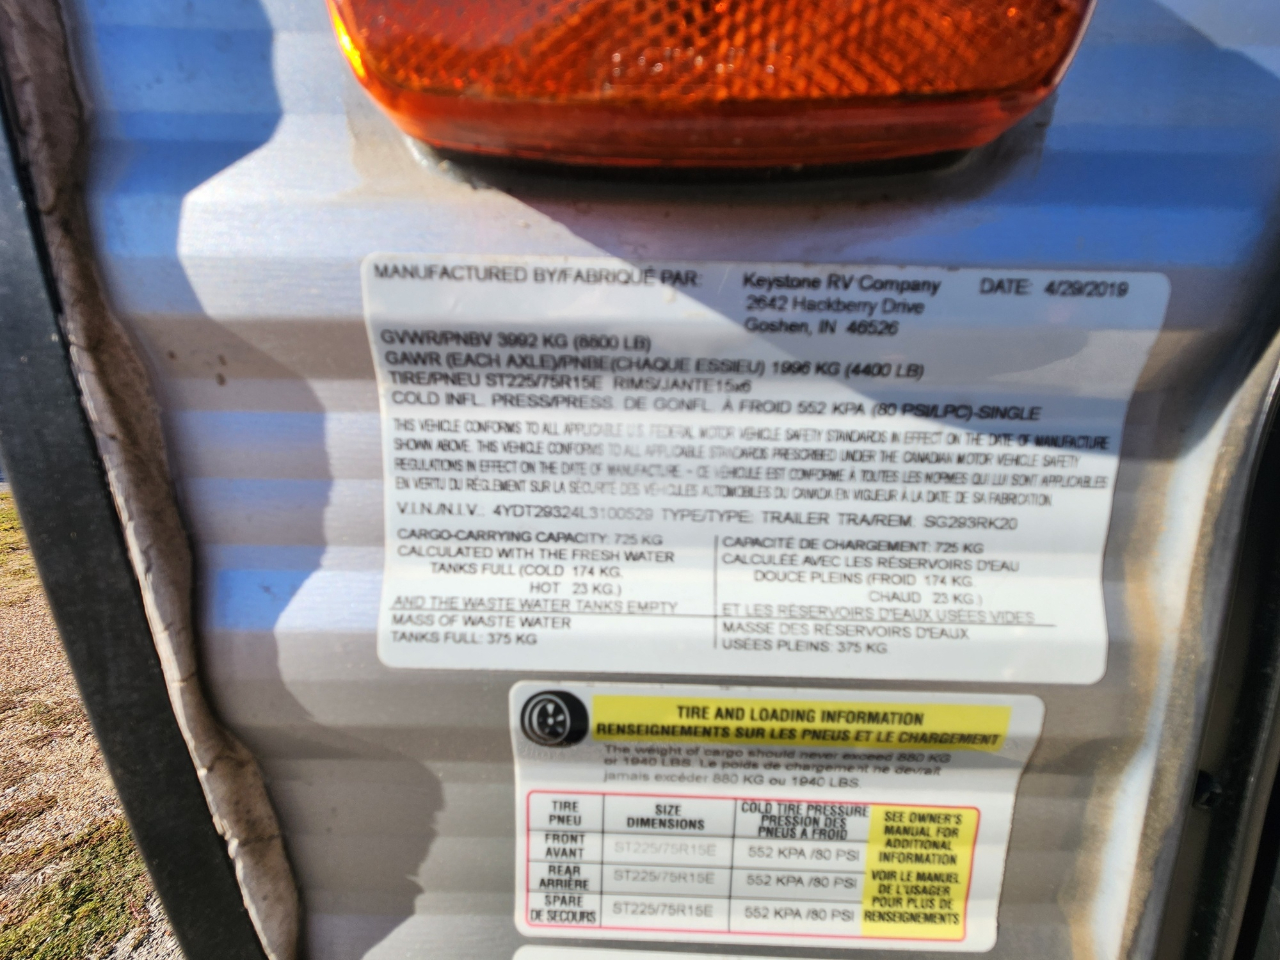 MANUFACTURED BY/FABRIQUÉ PAR: Keystone RV Company DATE: 4/29/2019
2642 Hackberry Drive
Goshen, IN 46526
GVWR/PNBV 3992 KG (8800 LB)
GAWR (EACH AXLE)/PNBE(CHAQUE ESSIEU) 1996 KG (4400 LB)
TIRE/PNEU ST225/75R15E RIMS/JANTE15x6
COLD INFL. PRESS/PRESS. DE GONFL. À FROID 552 KPA (80 PSI/LPC)-SINGLE
THIS VEHICLE CONFORMS TO ALL APPLICABLE U.S. FEDERAL MOTOR VEHICLE SAFETY STANDARDS IN EFFECT ON THE DATE OF MANUFACTURE
SHOWN ABOVE. THIS VEHICLE CONFORMS TO ALL APPLICABLE STANDARDS PRESCRIBED UNDER THE CANADIAN MOTOR VEHICLE SAFETY
REGULATIONS IN EFFECT ON THE DATE OF MANUFACTURE. - CE VEHICULE EST CONFORME À TOUTES LES NORMES QUI LUI SONT APPLICABLES
EN VERTU DU RÉGLEMENT SUR LA SÉCURITÉ DES VÉHICULES AUTOMOBILES DU CANADA EN VIGUEUR À LA DATE DE SA FABRICATION
V.I.N./N.I.V.: 4YDT29324L3100529 TYPE/TYPE: TRAILER TRA/REM: SG293RK20
CARGO-CARRYING CAPACITY: 725 KG
CALCULATED WITH THE FRESH WATER
TANKS FULL (COLD 174 KG.
HOT 23 KG.)
AND THE WASTE WATER TANKS EMPTY
MASS OF WASTE WATER
TANKS FULL: 375 KG
CAPACITÉ DE CHARGEMENT: 725 KG
CALCULÉE AVEC LES RÉSERVOIRS D'EAU
DOUCE PLEINS (FROID 174 KG.
CHAUD 23 KG.)
ET LES RÉSERVOIRS D'EAUX USÉES VIDES
MASSE DES RÉSERVOIRS D'EAUX
USÉES PLEINS: 375 KG
TIRE AND LOADING INFORMATION
RENSEIGNEMENTS SUR LES PNEUS ET LE CHARGEMENT
The weight of cargo should never exceed 880 KG
or 1940 LBS. Le poids de chargement ne devrait
jamais excéder 880 KG ou 1940 LBS.
TIRE
PNEU
SIZE
DIMENSIONS
COLD TIRE PRESSURE
PRESSION DES
PNEUS A FROID
FRONT
AVANT
ST225/75R15E
552 KPA /80 PSI
REAR
ARRIÈRE
ST225/75R15E
552 KPA /80 PSI
SPARE
DE SECOURS
ST225/75R15E
552 KPA /80 PSI
SEE OWNER'S
MANUAL FOR
ADDITIONAL
INFORMATION
VOIR LE MANUEL
DE L'USAGER
POUR PLUS DE
RENSEIGNEMENTS